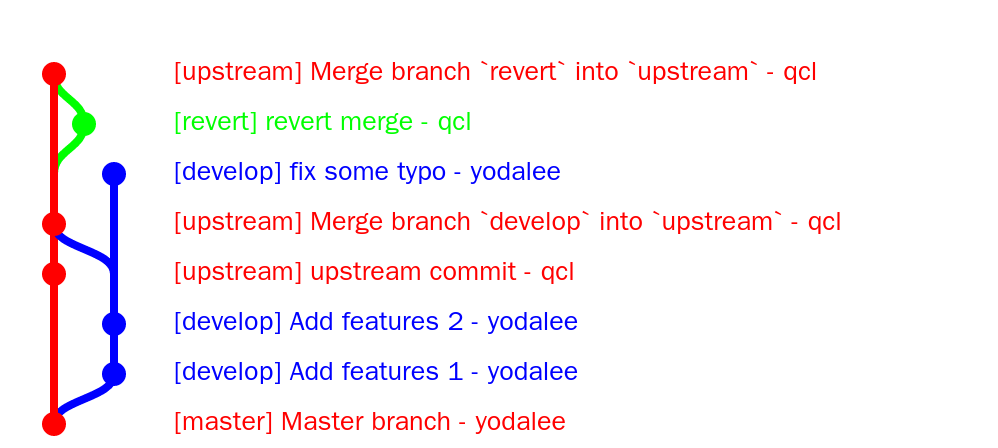 [upstream] Merge branch `revert` into `upstream` - qcl
[revert] revert merge - qcl
[develop] fix some typo - yodalee
[upstream] Merge branch `develop` into `upstream` - qcl
[upstream] upstream commit - qcl
[develop] Add features 2 - yodalee
[develop] Add features 1 - yodalee
[master] Master branch - yodalee